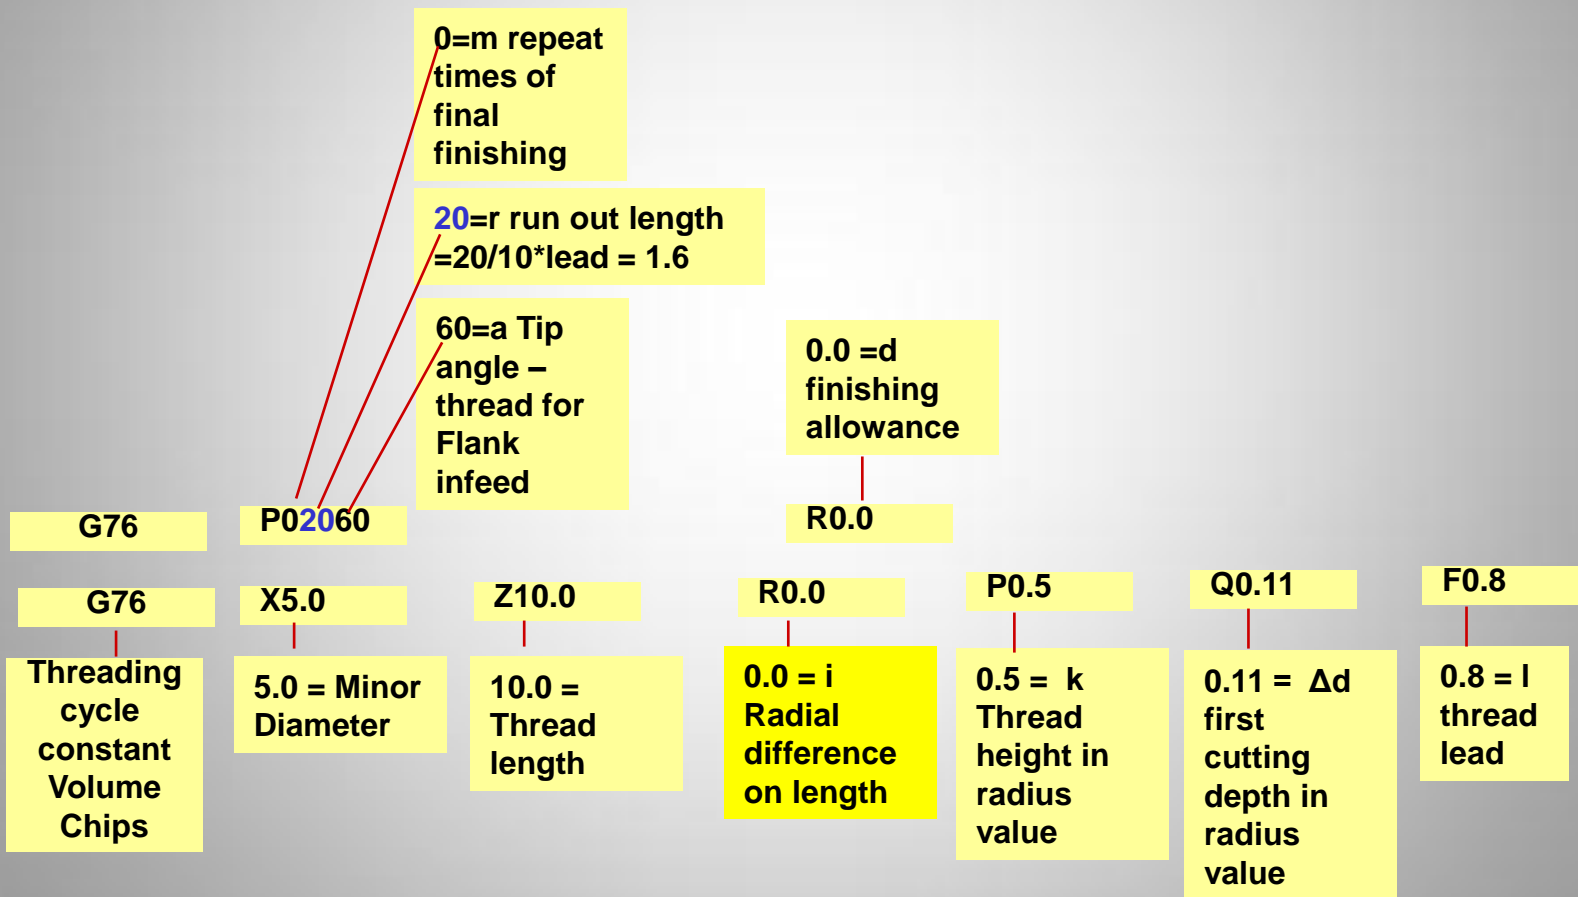 0=m repeat
times of
final
finishing
20=r run out length
=20/10*lead = 1.6
60=a Tip
angle –
thread for
Flank
infeed
0.0 =d
finishing
allowance
G76
P02060
R0.0
G76
X5.0
Z10.0
R0.0
P0.5
Q0.11
F0.8
Threading
cycle
constant
Volume
Chips
5.0 = Minor
Diameter
10.0 =
Thread
length
0.0 = i
Radial
difference
on length
0.5 = k
Thread
height in
radius
value
0.11 = Δd
first
cutting
depth in
radius
value
0.8 = l
thread
lead